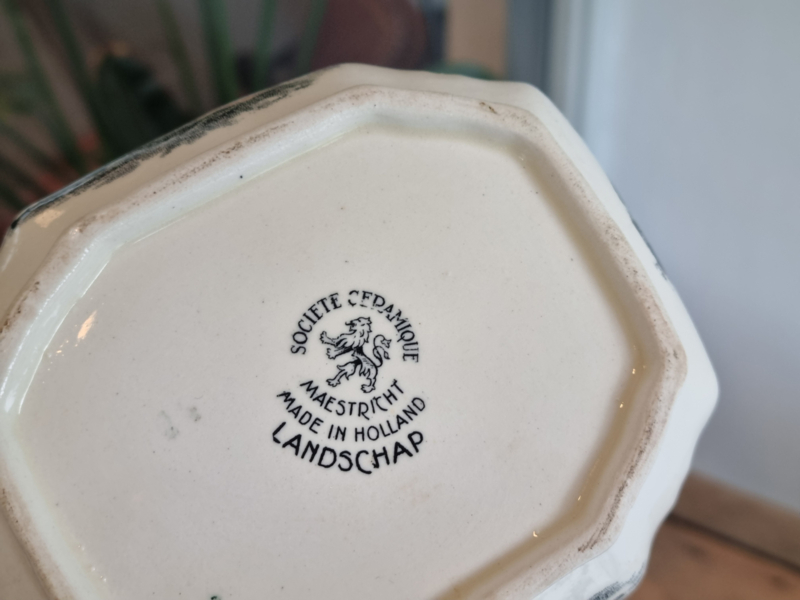 SOCIETE CERAMIQUE
MAESTRICHT
MADE IN HOLLAND
LANDSCHAP